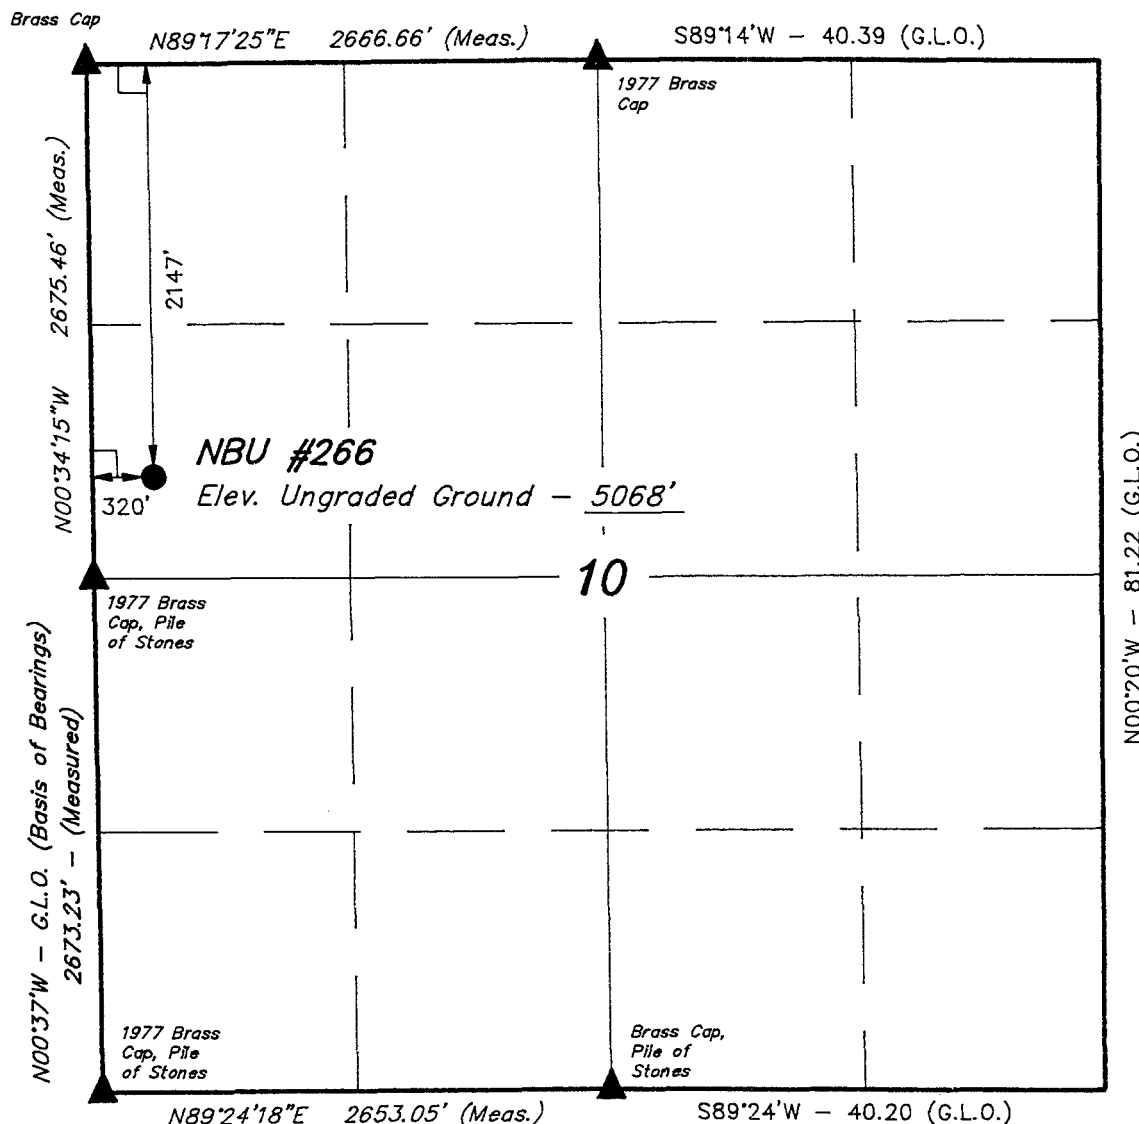 Brass Cap
N89°17'25"E 2666.66' (Meas.)
S89°14'W – 40.39 (G.L.O.)
1977 Brass
Cap
N00°34'15"W 2675.46' (Meas.)
2147'
NBU #266
Elev. Ungraded Ground – 5068'
320'
10
N00°20'W – 81.22 (G.L.O.)
1977 Brass
Cap, Pile
of Stones
N00°37'W – G.L.O. (Basis of Bearings)
2673.23' – (Measured)
1977 Brass
Cap, Pile
of Stones
Brass Cap,
Pile of
Stones
N89°24'18"E 2653.05' (Meas.)
S89°24'W – 40.20 (G.L.O.)